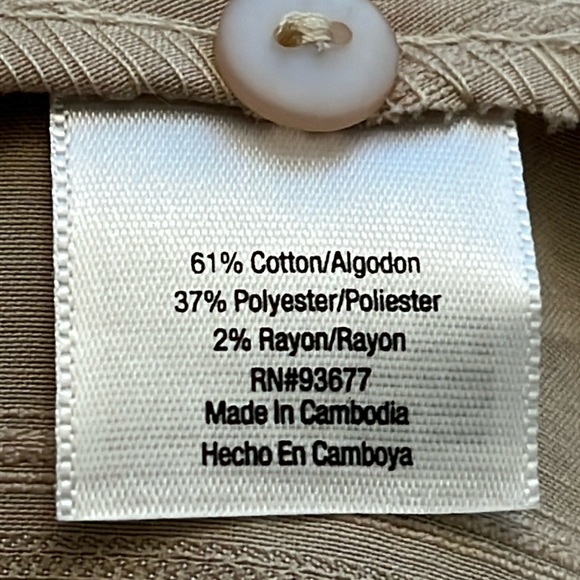 61% Cotton/Algodon
37% Polyester/Poliester
2% Rayon/Rayon
RN#93677
Made In Cambodia
Hecho En Camboya